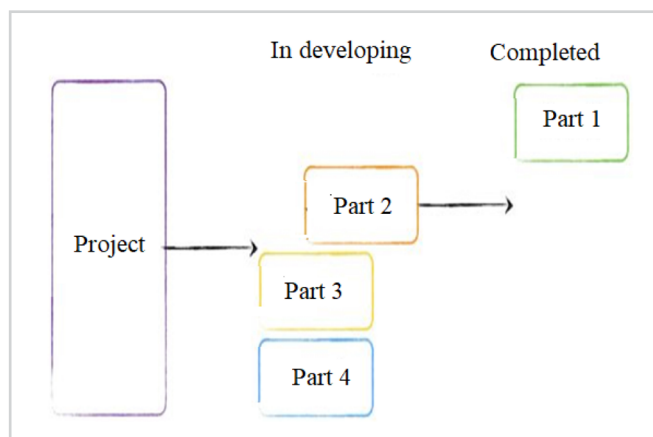 In developing
Completed
Part 1
Part 2
Project
Part 3
Part 4